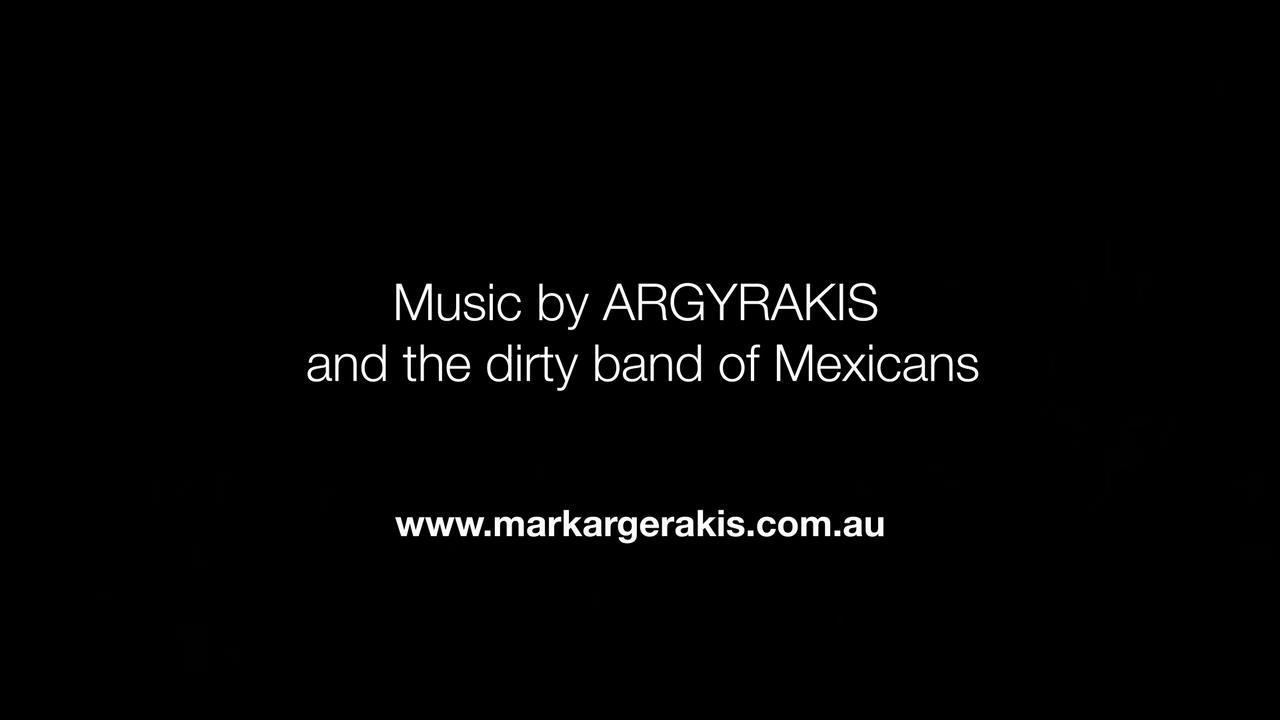 Music by ARGYRAKIS
and the dirty band of Mexicans
www.markargerakis.com.au